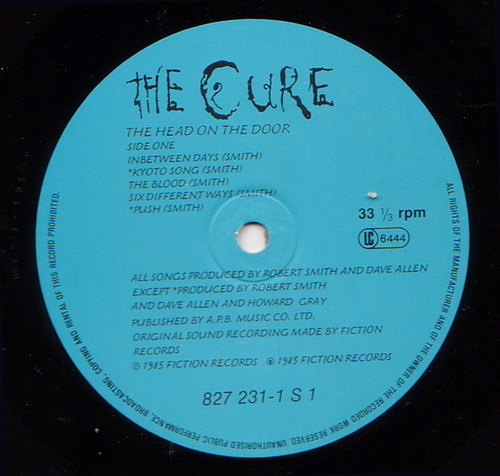 THE CURE
THE HEAD ON THE DOOR
SIDE ONE
INBETWEEN DAYS (SMITH)
*KYOTO SONG (SMITH)
THE BLOOD (SMITH)
SIX DIFFERENT WAYS (SMITH)
*PUSH (SMITH)
33 1/3 rpm
LC 6444
ALL SONGS PRODUCED BY ROBERT SMITH AND DAVE ALLEN
EXCEPT *PRODUCED BY ROBERT SMITH
AND DAVE ALLEN AND HOWARD GRAY
PUBLISHED BY A.P.B. MUSIC CO. LTD.
ORIGINAL SOUND RECORDING MADE BY FICTION
RECORDS
℗ 1985 FICTION RECORDS © 1985 FICTION RECORDS
827 231-1 S 1
ALL RIGHTS OF THE MANUFACTURER AND OF THE OWNER OF THE RECORDED WORK RESERVED. UNAUTHORISED PUBLIC PERFORMANCE, BROADCASTING, COPYING AND RENTAL OF THIS RECORD PROHIBITED.